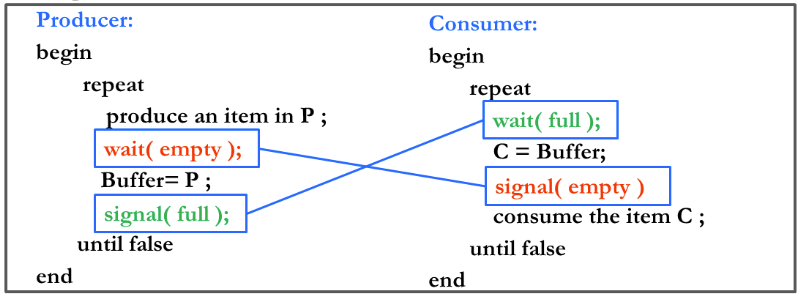 Producer:
begin
repeat
produce an item in P ;
wait( empty );
Buffer= P ;
signal( full );
until false
end
Consumer:
begin
repeat
wait( full );
C = Buffer;
signal( empty )
consume the item C ;
until false
end